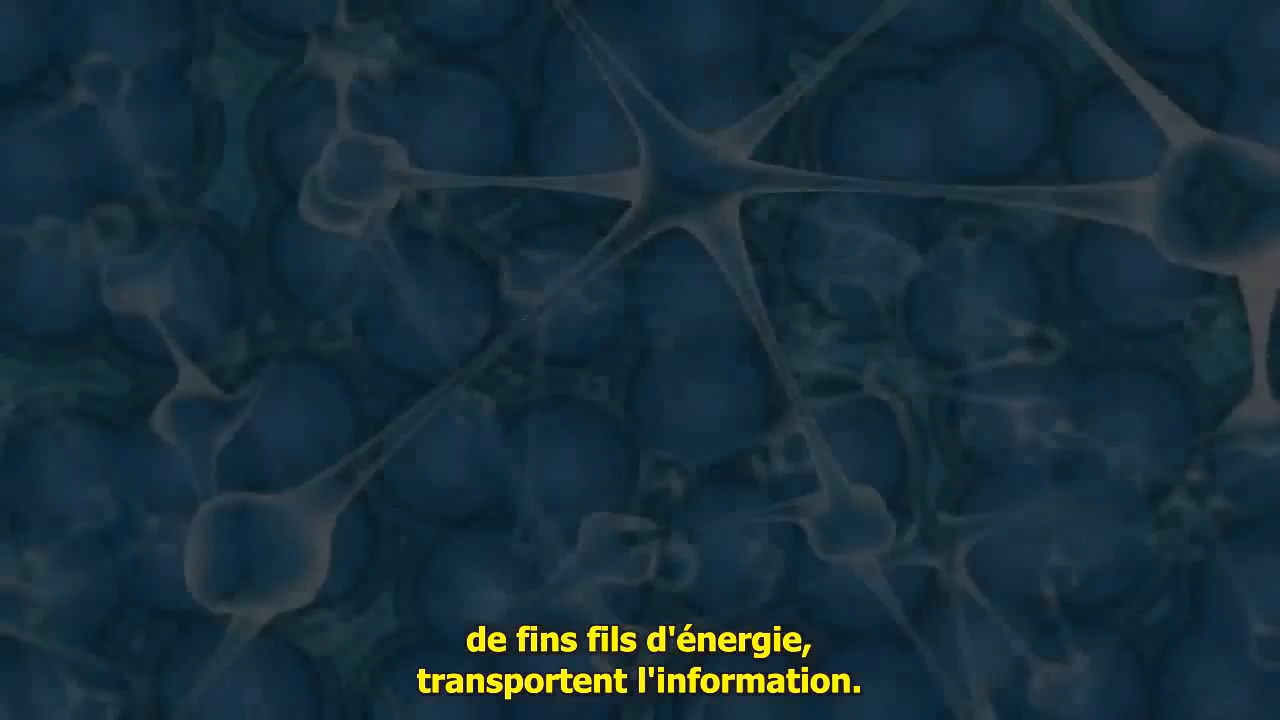 de fins fils d'énergie,
transportent l'information.